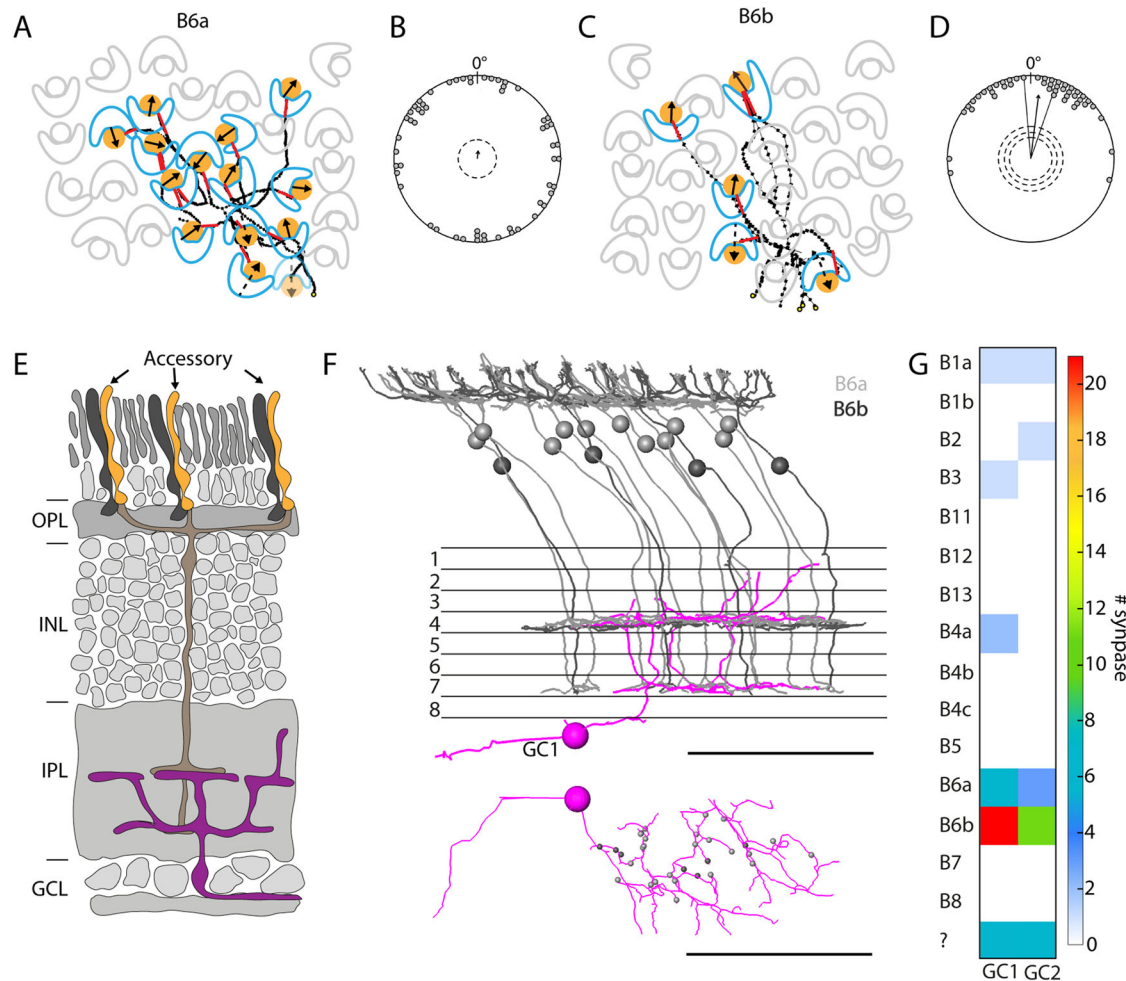 A
B6a
B
0°
C
B6b
D
0°
E
Accessory
OPL
INL
IPL
GCL
F
B6a
B6b
1
2
3
4
5
6
7
8
GC1
G
B1a
B1b
B2
B3
B11
B12
B13
B4a
B4b
B4c
B5
B6a
B6b
B7
B8
?
GC1 GC2
20
18
16
14
12
10
8
6
4
2
0
# synpase